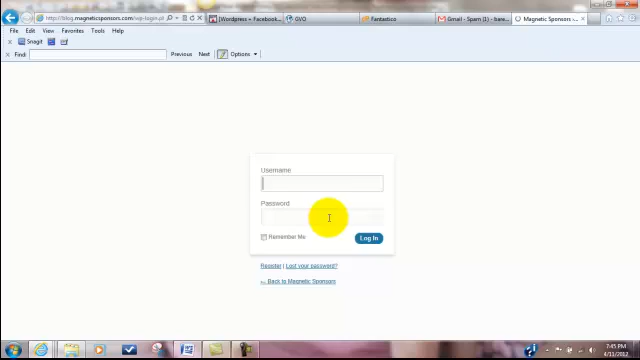 http://blog.magneticsponsors.com/wp-login.p
[Wordpress ~ Facebook...
GVO
Fantastico
Gmail - Spam (1) - bare...
Magnetic Sponsors ›...
File Edit View Favorites Tools Help
Snagit
Find: Previous Next Options
Username
Password
Remember Me
Log In
Register | Lost your password?
← Back to Magnetic Sponsors
7:45 PM
4/11/2012